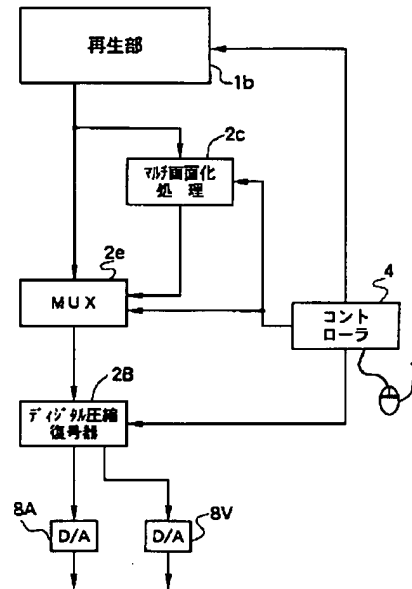 再生部
1b
2c
マルチ画面化
処 理
2e
MUX
4
コント
ローラ
2B
ディジタル圧縮
復号器
8A
D/A
8V
D/A